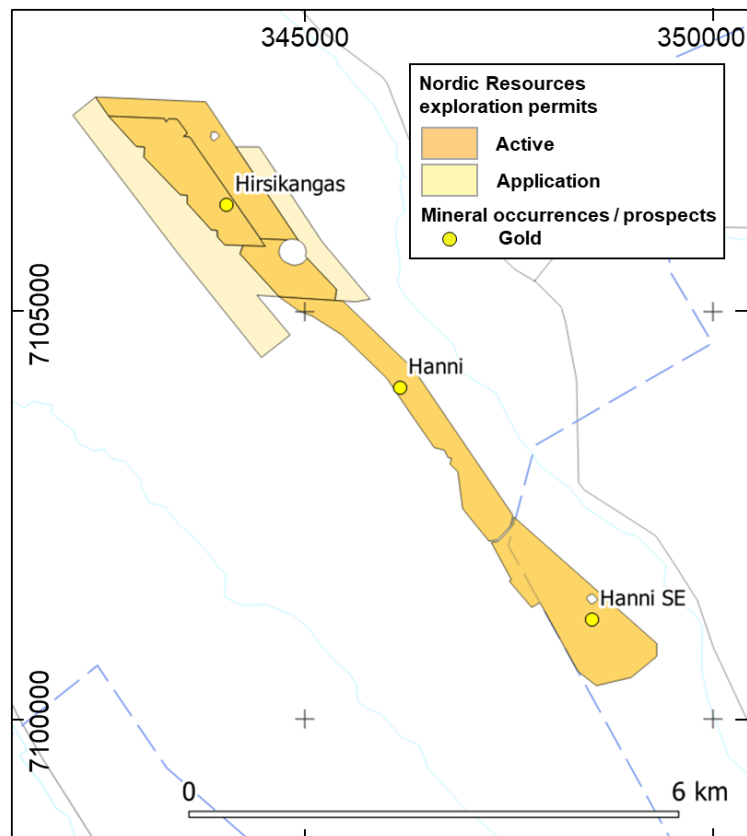 345000
350000
Nordic Resources
exploration permits
Active
Application
Mineral occurrences / prospects
Gold
Hirsikangas
7105000
Hanni
Hanni SE
7100000
0
6 km